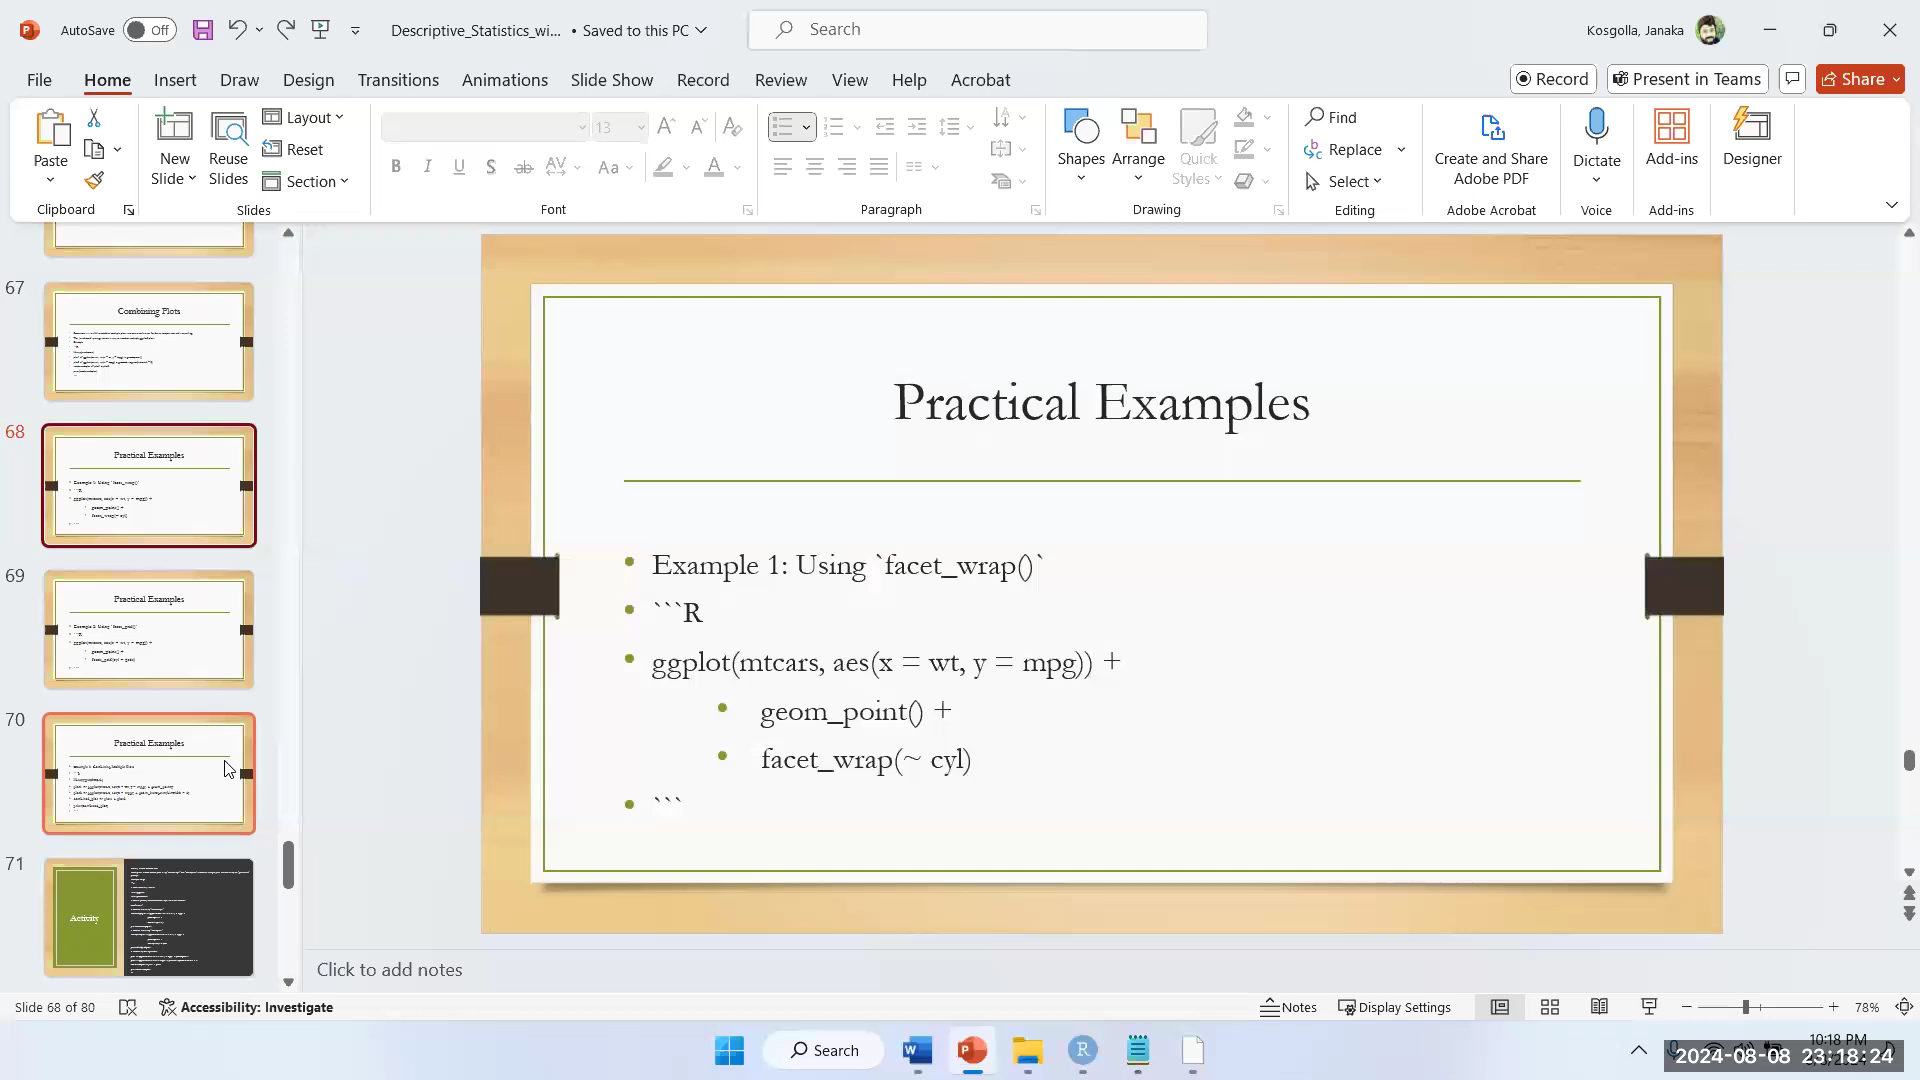 AutoSave Off
Descriptive_Statistics_wi... • Saved to this PC
Search
Kosgolla, Janaka
File Home Insert Draw Design Transitions Animations Slide Show Record Review View Help Acrobat
Record Present in Teams Share
Paste
Clipboard
New Slide
Reuse Slides
Layout
Reset
Section
Slides
13
B I U S ab AV Aa A
Font
Paragraph
Shapes
Arrange
Quick Styles
Drawing
Find
Replace
Select
Editing
Create and Share Adobe PDF
Adobe Acrobat
Dictate
Voice
Add-ins
Add-ins
Designer
67
Combining Plots
68
Practical Examples
69
Practical Examples
70
Practical Examples
71
Activity
Practical Examples
• Example 1: Using `facet_wrap()`
• ```R
• ggplot(mtcars, aes(x = wt, y = mpg)) +
• geom_point() +
• facet_wrap(~ cyl)
• ```
Click to add notes
Slide 68 of 80
Accessibility: Investigate
Notes
Display Settings
78%
Search
10:18 PM
2024-08-08 23:18:24